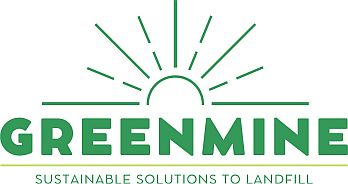 GREENMINE
SUSTAINABLE SOLUTIONS TO LANDFILL